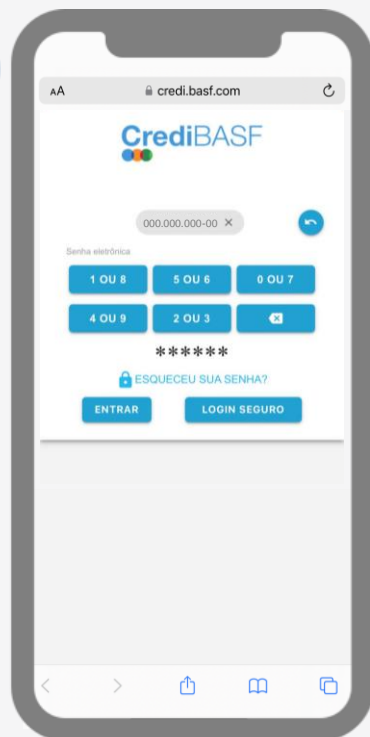 AA credi.basf.com
CrediBASF
000.000.000-00 ×
Senha eletrônica
1 OU 8 5 OU 6 0 OU 7
4 OU 9 2 OU 3
******
ESQUECEU SUA SENHA?
ENTRAR LOGIN SEGURO